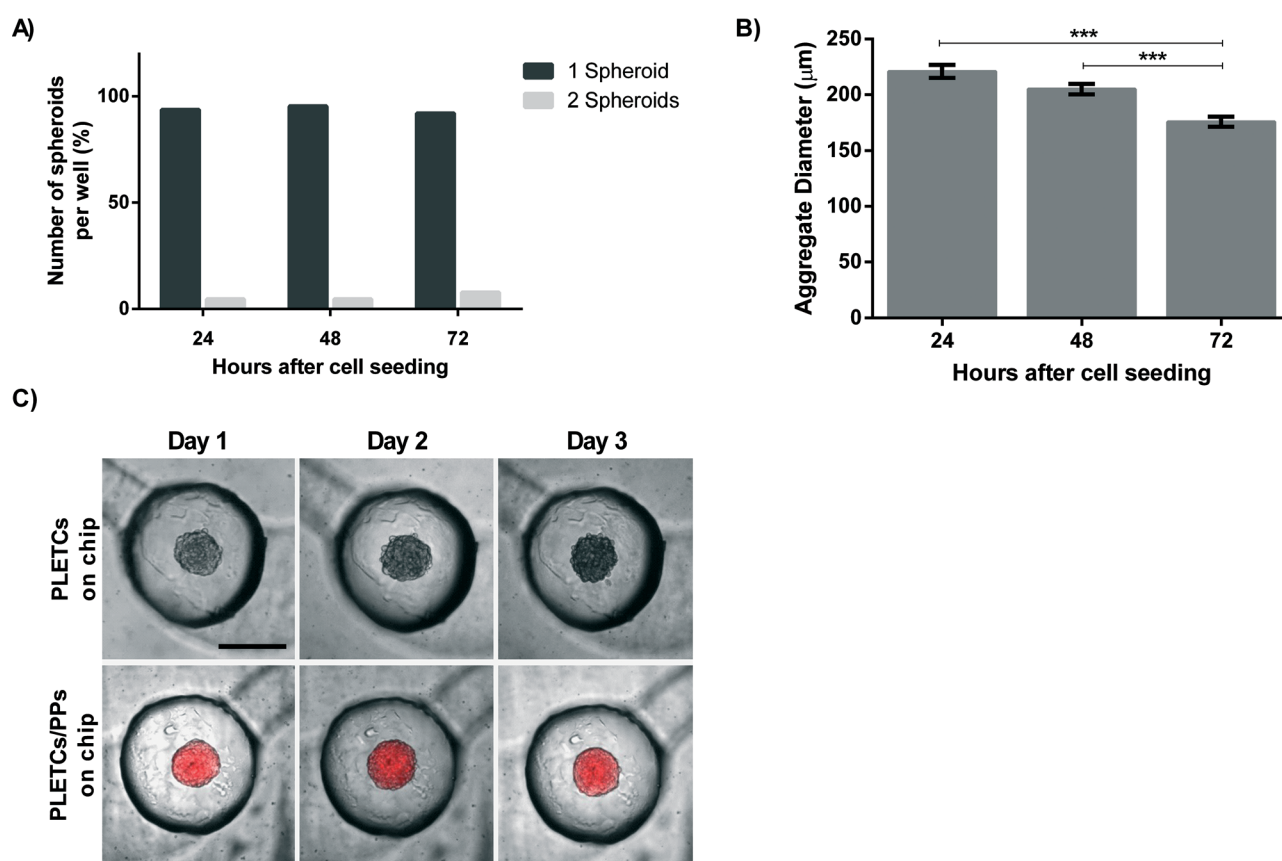 A)
Number of spheroids
per well (%)
100
50
0
24
48
72
Hours after cell seeding
1 Spheroid
2 Spheroids
B)
Aggregate Diameter (μm)
250
200
150
100
50
0
***
***
24
48
72
Hours after cell seeding
C)
Day 1
Day 2
Day 3
PLETCs
on chip
PLETCs/PPs
on chip